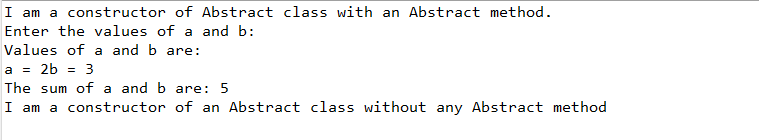 I am a constructor of Abstract class with an Abstract method.
Enter the values of a and b:
Values of a and b are:
a = 2b = 3
The sum of a and b are: 5
I am a constructor of an Abstract class without any Abstract method